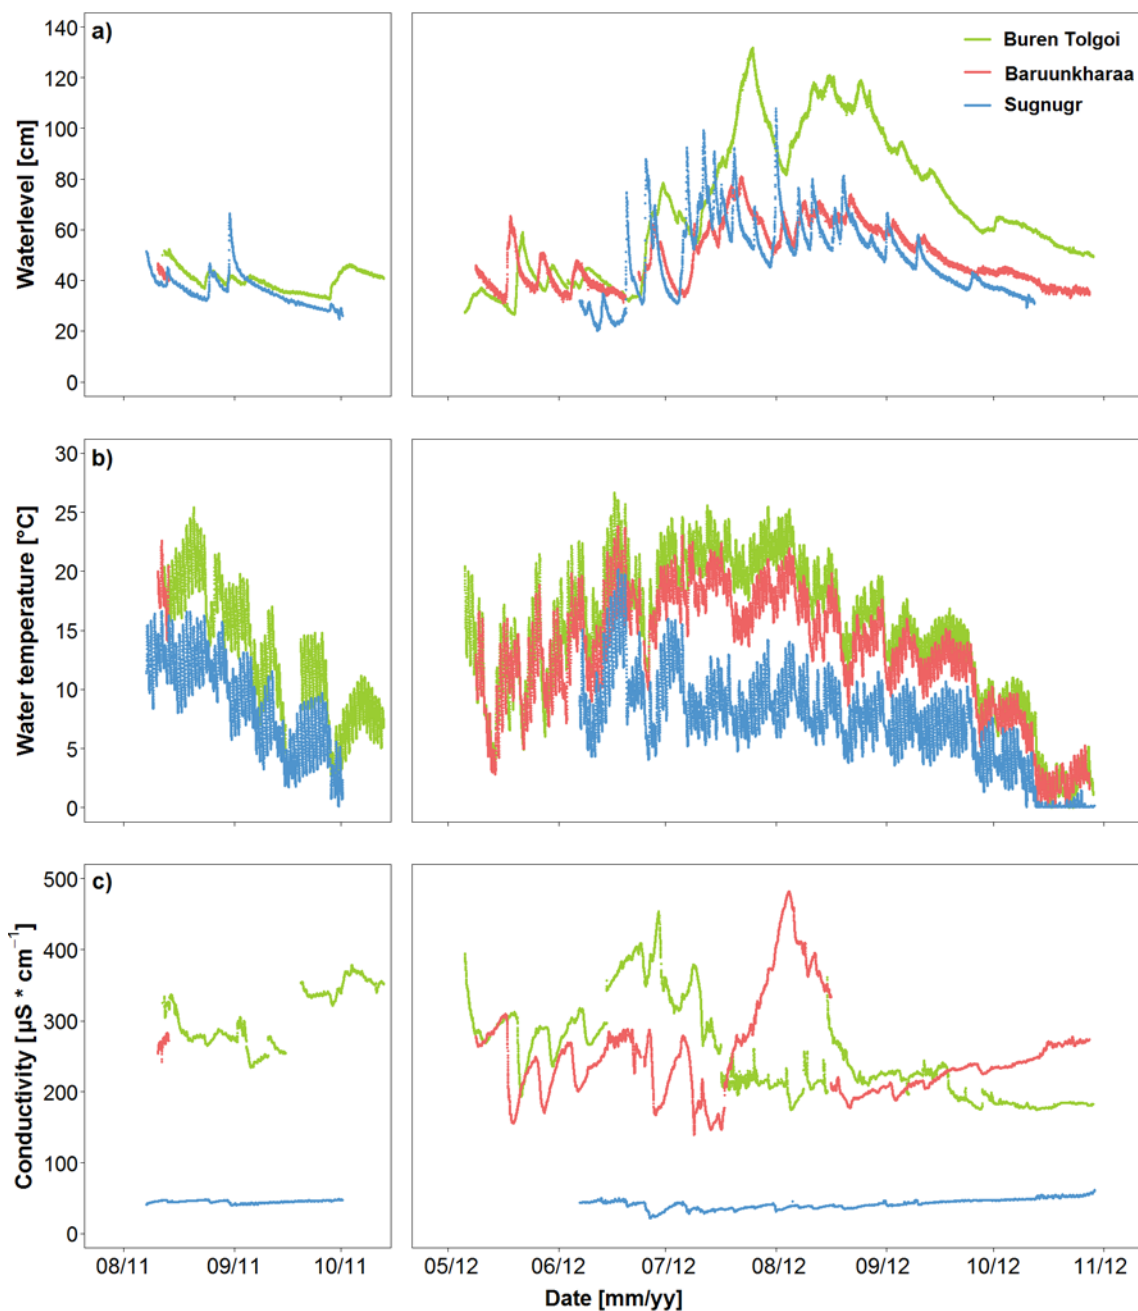 a)
Waterlevel [cm]
140
120
100
80
60
40
20
0
Buren Tolgoi
Baruunkharaa
Sugnugr
b)
Water temperature [°C]
30
25
20
15
10
5
0
c)
Conductivity [µS * cm⁻¹]
500
400
300
200
100
0
08/11 09/11 10/11 05/12 06/12 07/12 08/12 09/12 10/12 11/12
Date [mm/yy]